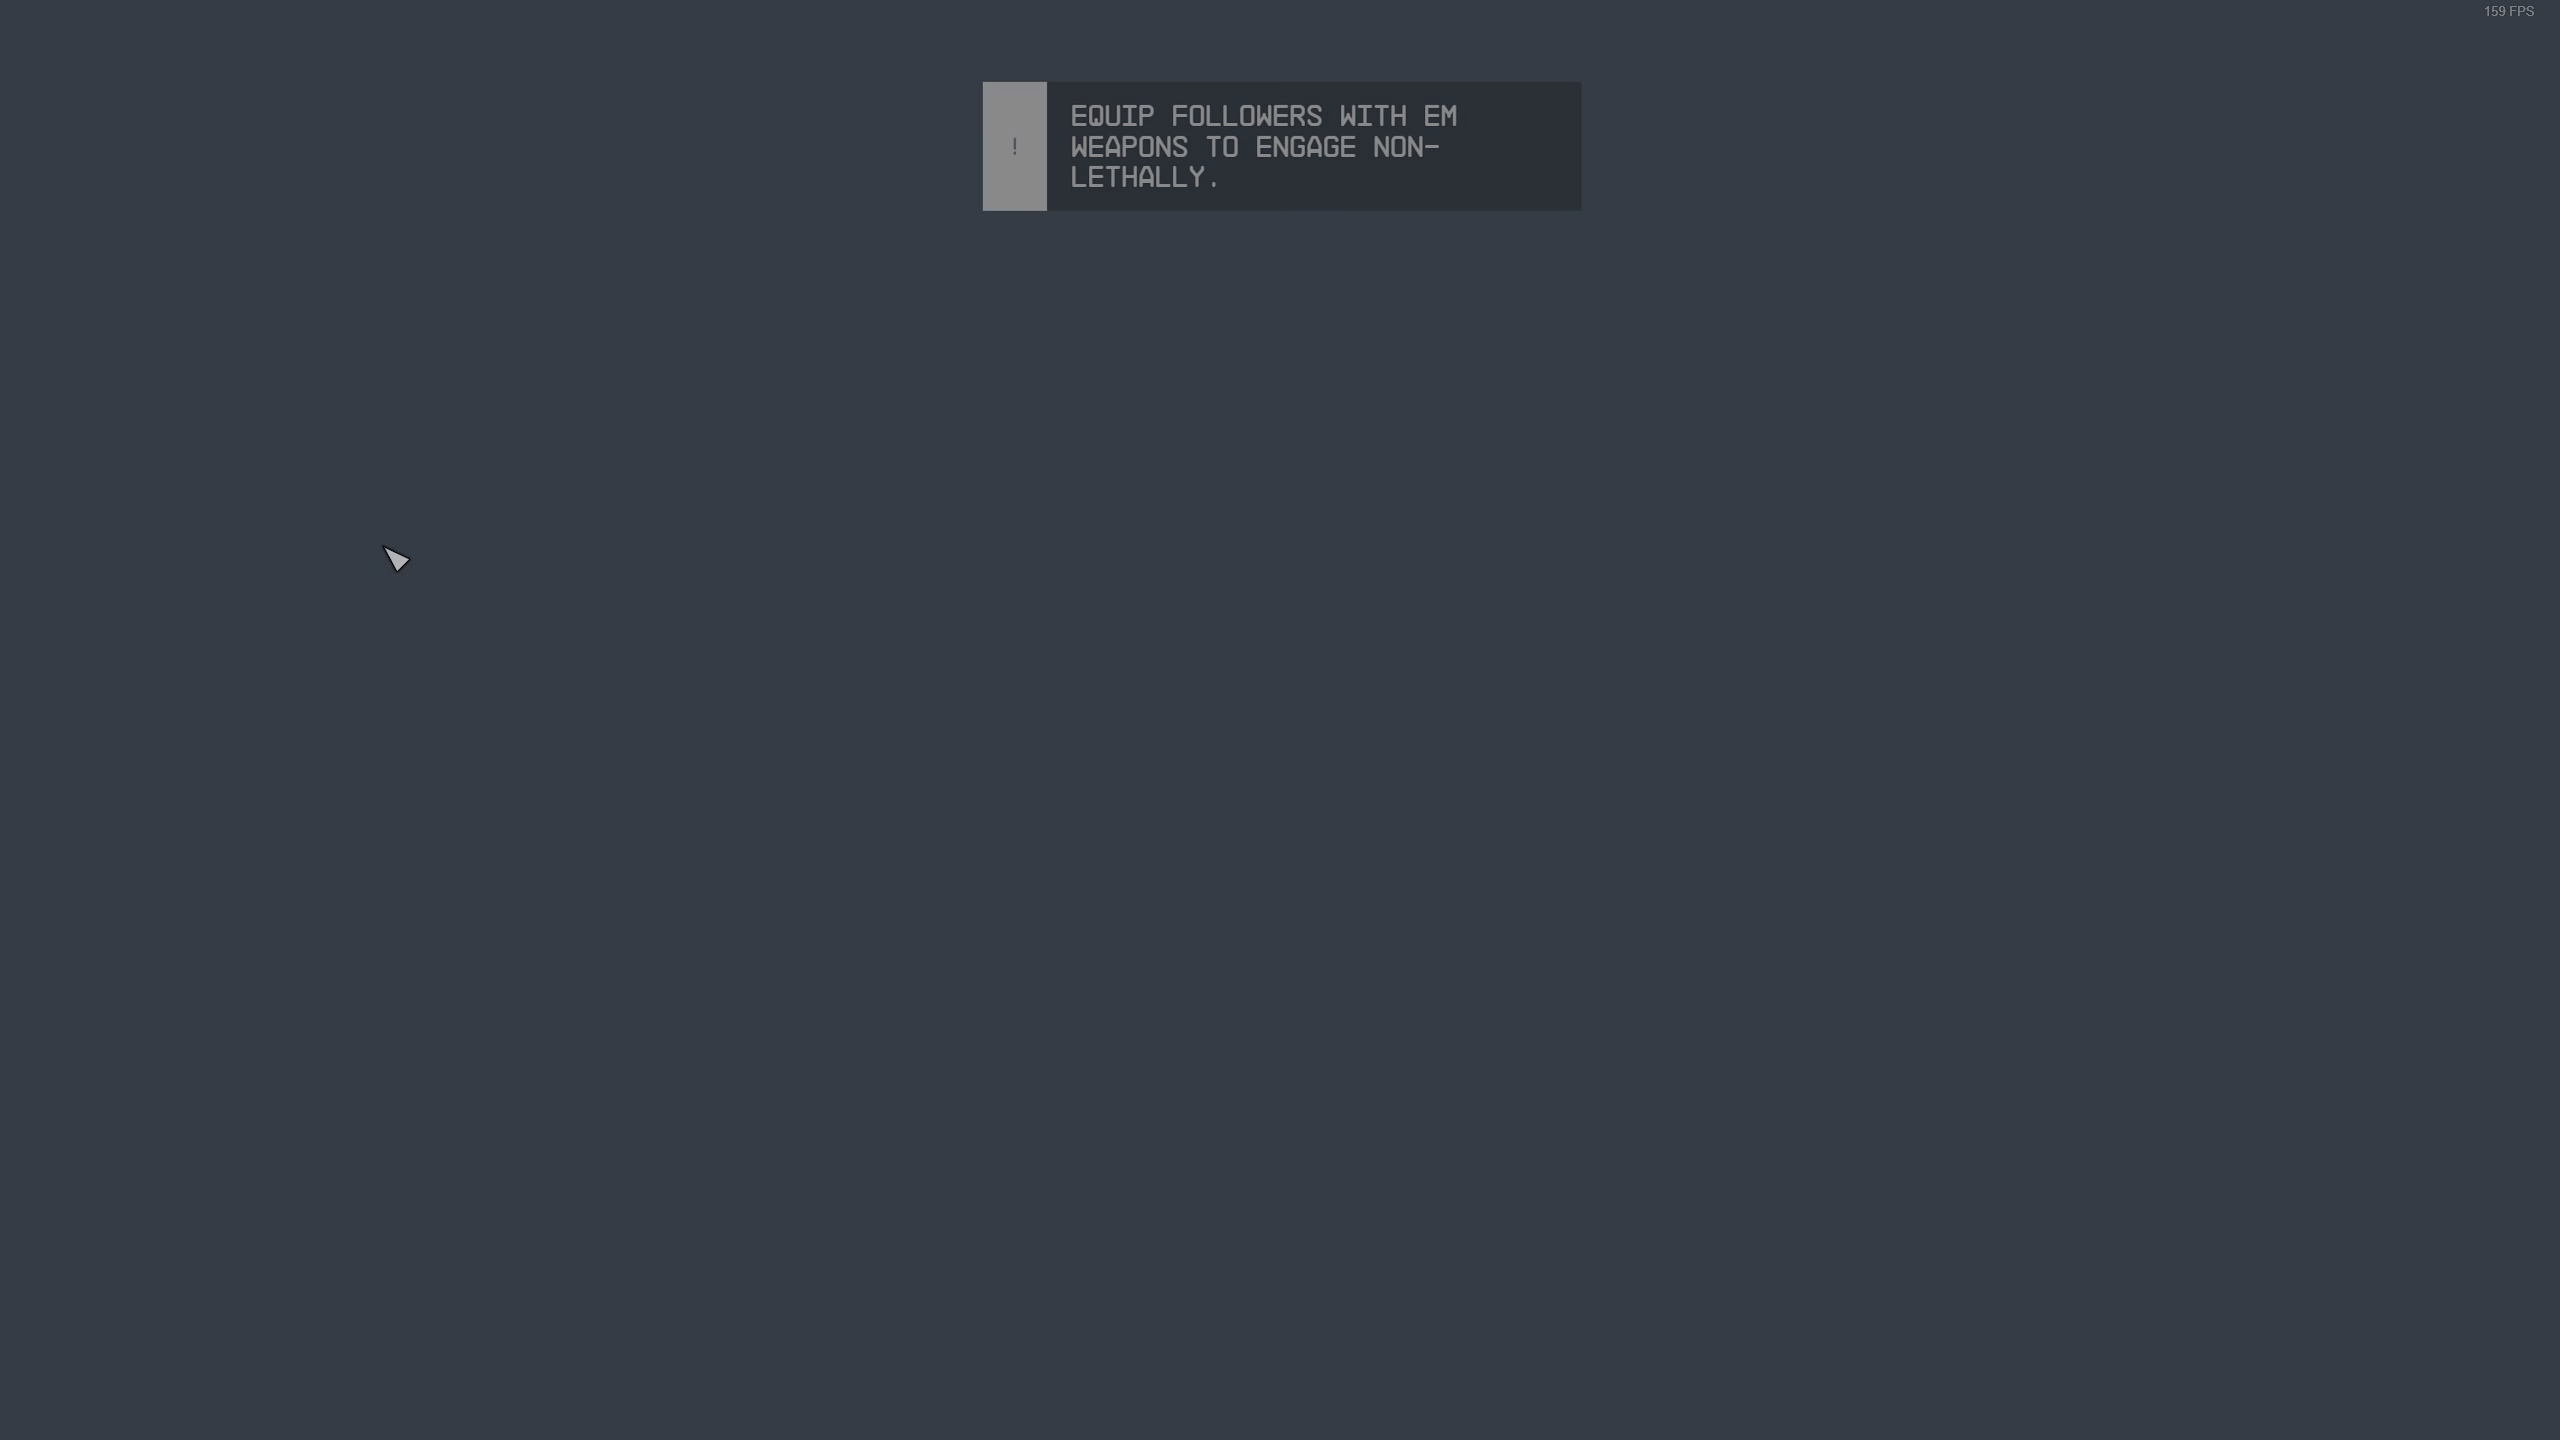 159 FPS
!
EQUIP FOLLOWERS WITH EM
WEAPONS TO ENGAGE NON-
LETHALLY.